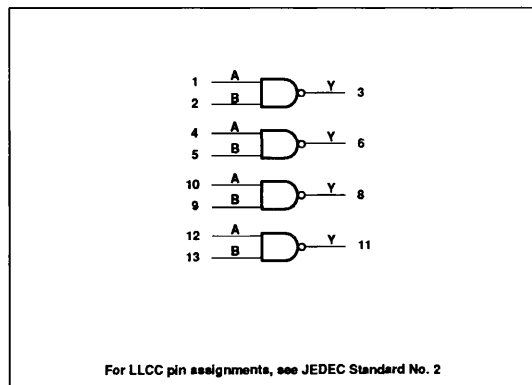 1 A Y 3
2 B
4 A Y 6
5 B
10 A Y 8
9 B
12 A Y 11
13 B
For LLCC pin assignments, see JEDEC Standard No. 2